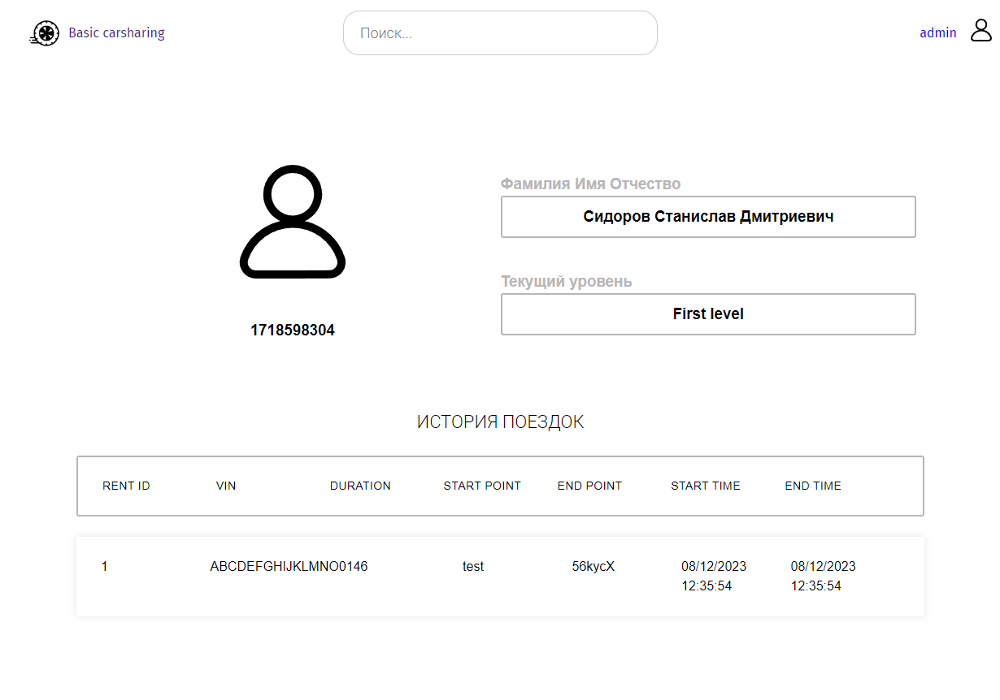 Basic carsharing
Поиск...
admin
Фамилия Имя Отчество
Сидоров Станислав Дмитриевич
Текущий уровень
First level
1718598304
ИСТОРИЯ ПОЕЗДОК
RENT ID VIN DURATION START POINT END POINT START TIME END TIME
1 ABCDEFGHIJKLMNO0146 test 56kycX 08/12/2023 08/12/2023
12:35:54 12:35:54